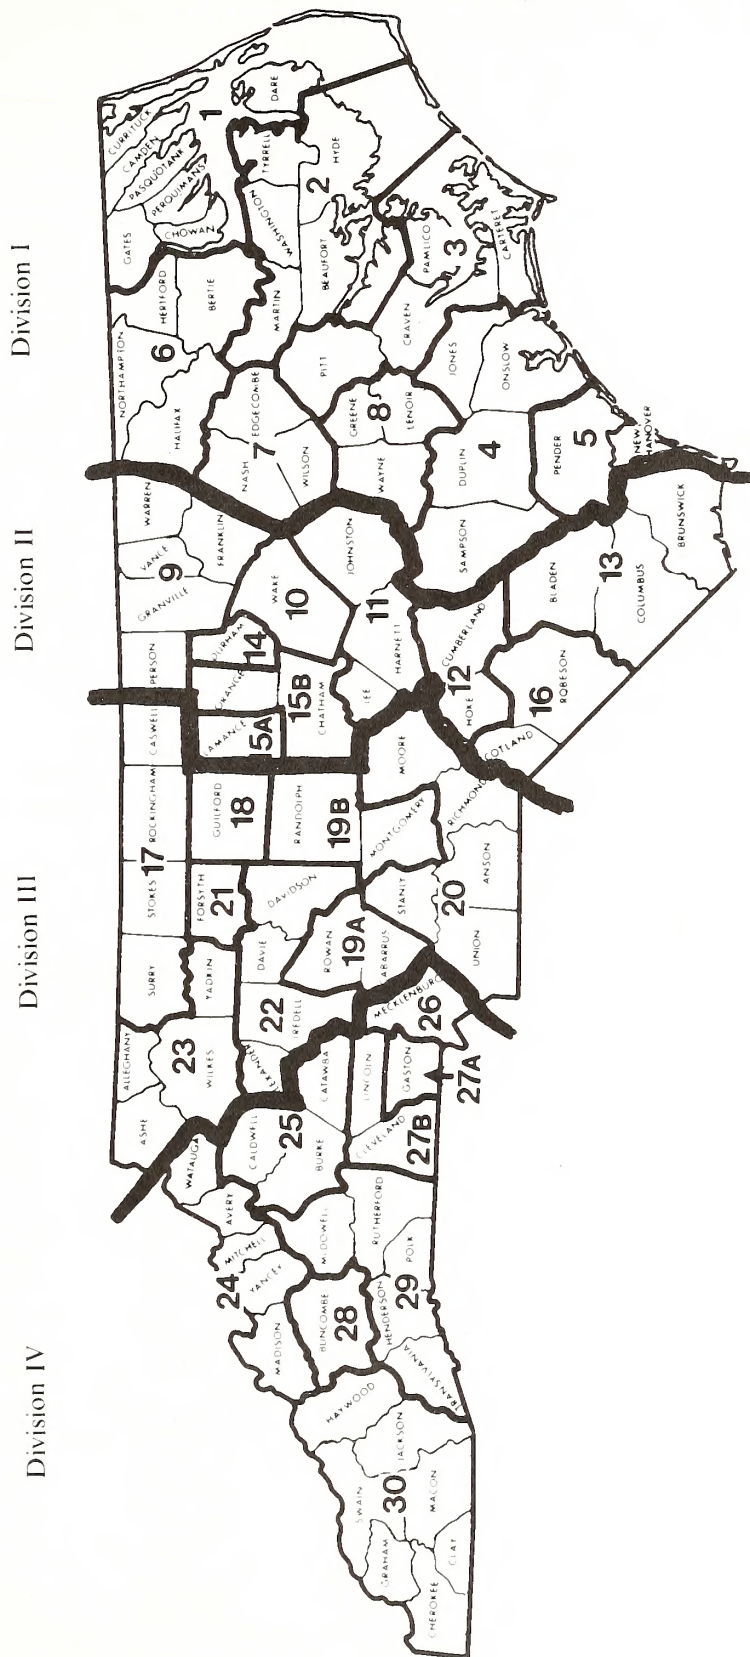 Division IV
Division III
Division II
Division I
CHEROKEE
GRAHAM
CLAY
SWAIN
30
MACON
JACKSON
HAYWOOD
MADISON
24
YANCEY
MITCHELL
AVERY
WATAUGA
BUNCOMBE
28
HENDERSON
TRANSYLVANIA
29
POLK
RUTHERFORD
McDOWELL
CALDWELL
25
BURKE
CATAWBA
LINCOLN
CLEVELAND
27B
GASTON
27A
MECKLENBURG
26
ASHE
ALLEGHANY
23
WILKES
SURRY
YADKIN
ALEXANDER
22
IREDELL
DAVIE
DAVIDSON
STOKES
17
ROCKINGHAM
CASWELL
FORSYTH
21
GUILFORD
18
RANDOLPH
19B
MONTGOMERY
ROWAN
19A
CABARRUS
STANLY
20
UNION
ANSON
RICHMOND
MOORE
PERSON
GRANVILLE
VANCE
9
WARREN
FRANKLIN
ALAMANCE
15A
ORANGE
DURHAM
14
15B
CHATHAM
WAKE
10
LEE
HARNETT
11
JOHNSTON
HOKE
12
CUMBERLAND
SCOTLAND
16
ROBESON
BLADEN
13
COLUMBUS
BRUNSWICK
NORTHAMPTON
HALIFAX
6
HERTFORD
BERTIE
NASH
EDGECOMBE
7
WILSON
WAYNE
GREENE
8
LENOIR
PITT
SAMPSON
DUPLIN
4
JONES
ONSLOW
PENDER
5
NEW HANOVER
GATES
CHOWAN
PERQUIMANS
PASQUOTANK
CAMDEN
CURRITUCK
1
DARE
MARTIN
WASHINGTON
TYRRELL
BEAUFORT
2
HYDE
CRAVEN
PAMLICO
3
CARTERET